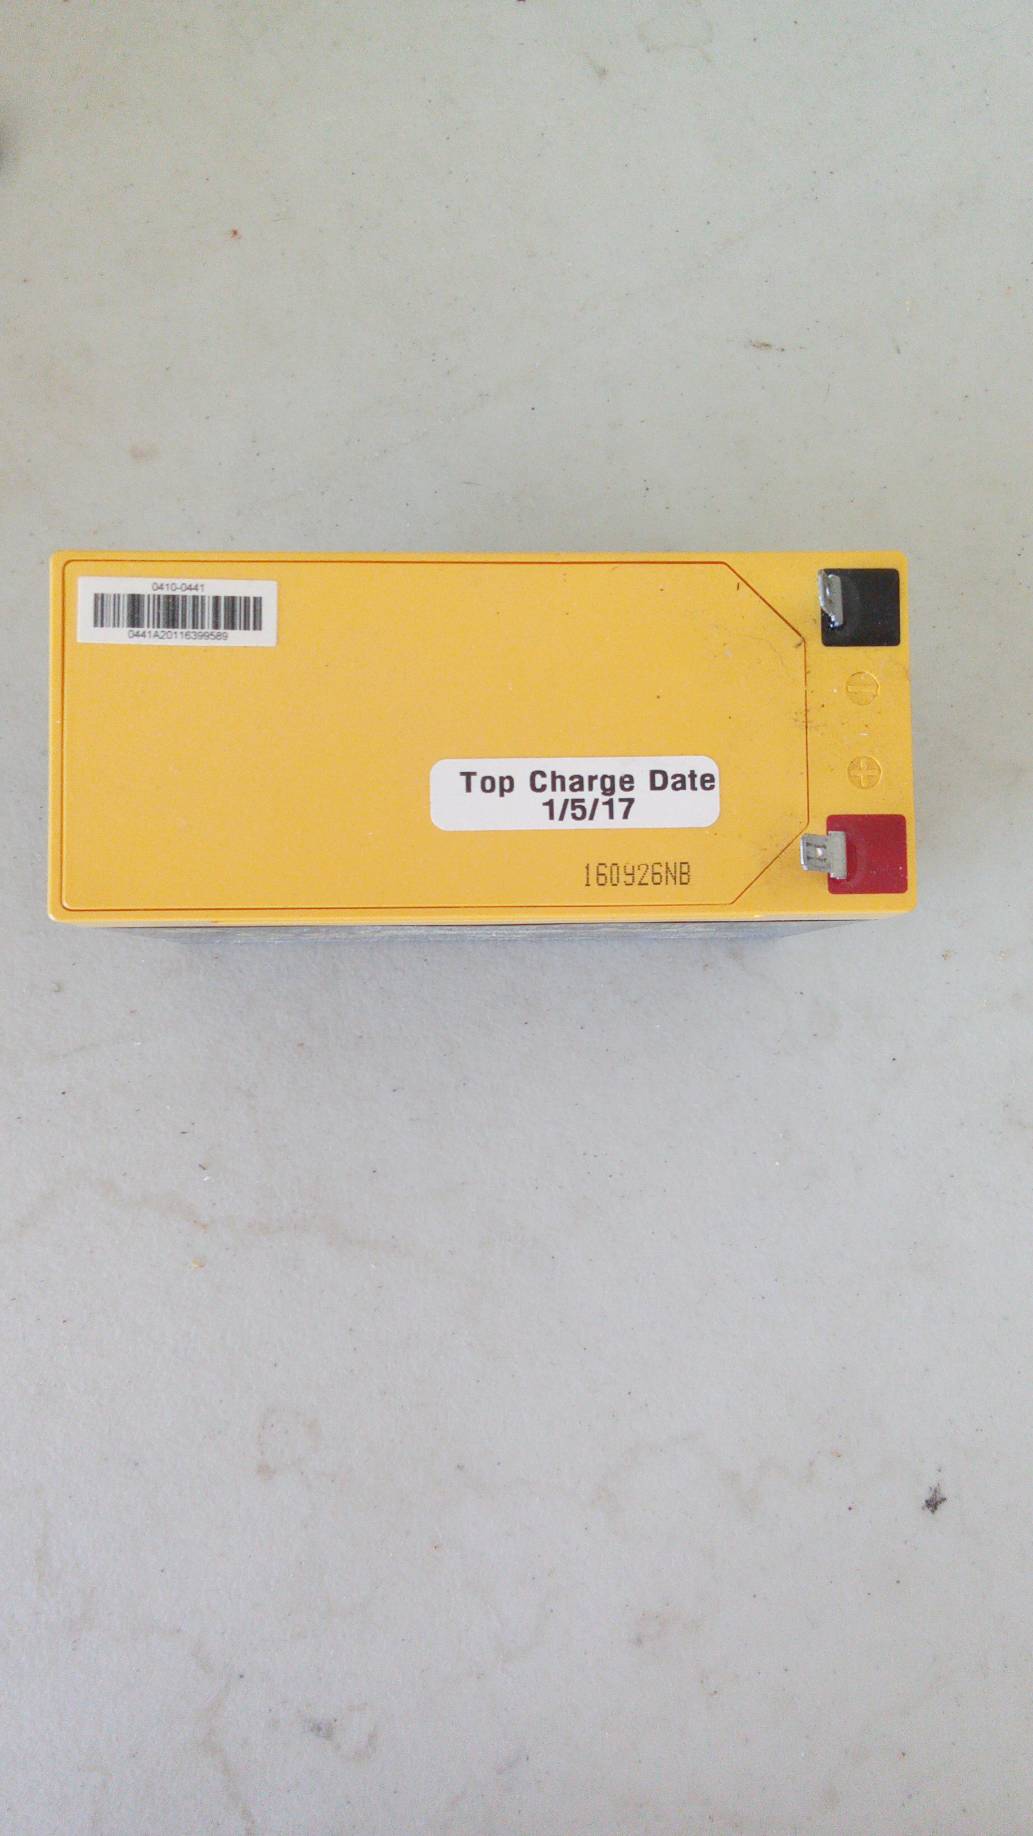 0410-0441
0441A20116399589
Top Charge Date
1/5/17
160926NB